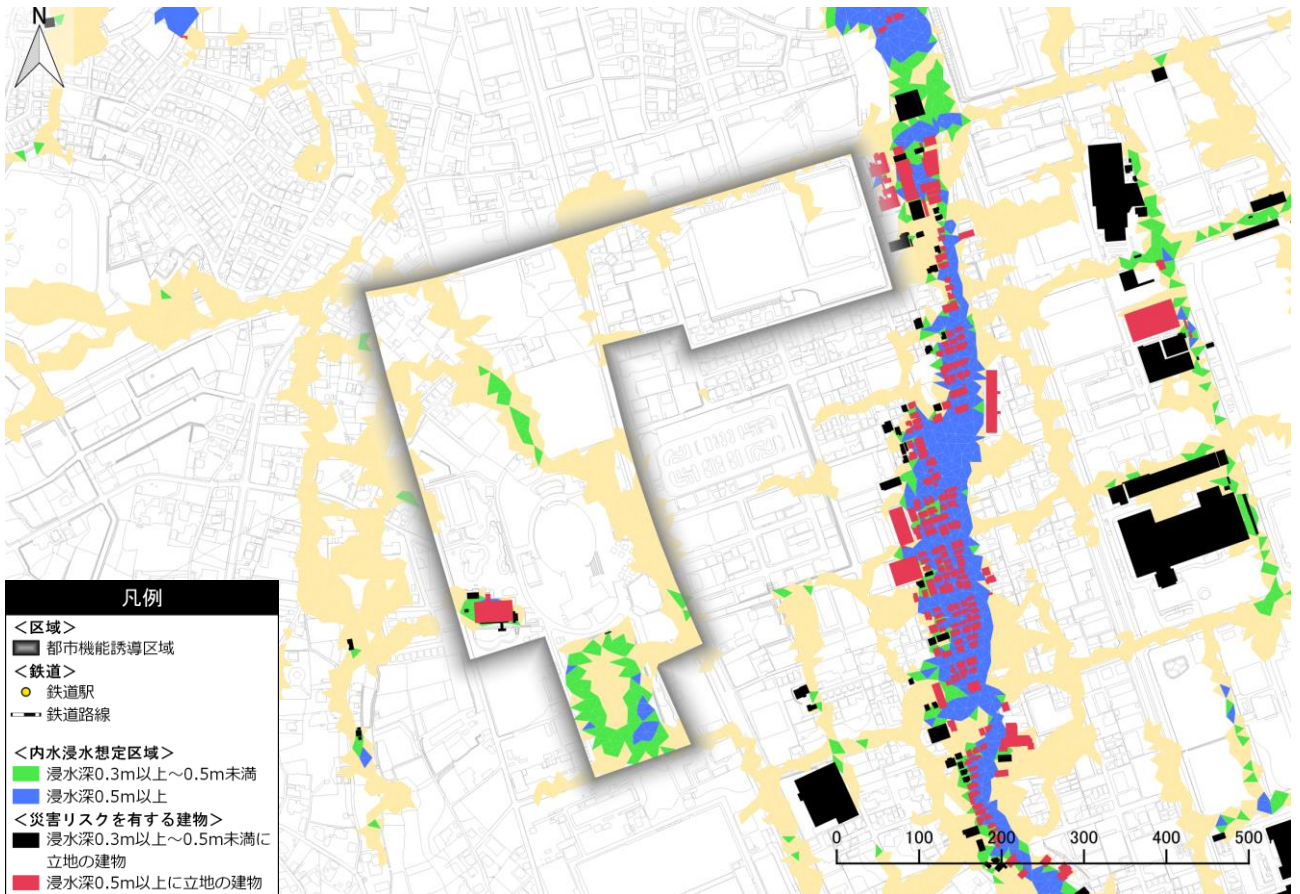 N
凡例
<区域>
都市機能誘導区域
<鉄道>
鉄道駅
鉄道路線
<内水浸水想定区域>
浸水深0.3m以上~0.5m未満
浸水深0.5m以上
<災害リスクを有する建物>
浸水深0.3m以上~0.5m未満に
立地の建物
浸水深0.5m以上に立地の建物
0 100 200 300 400 500